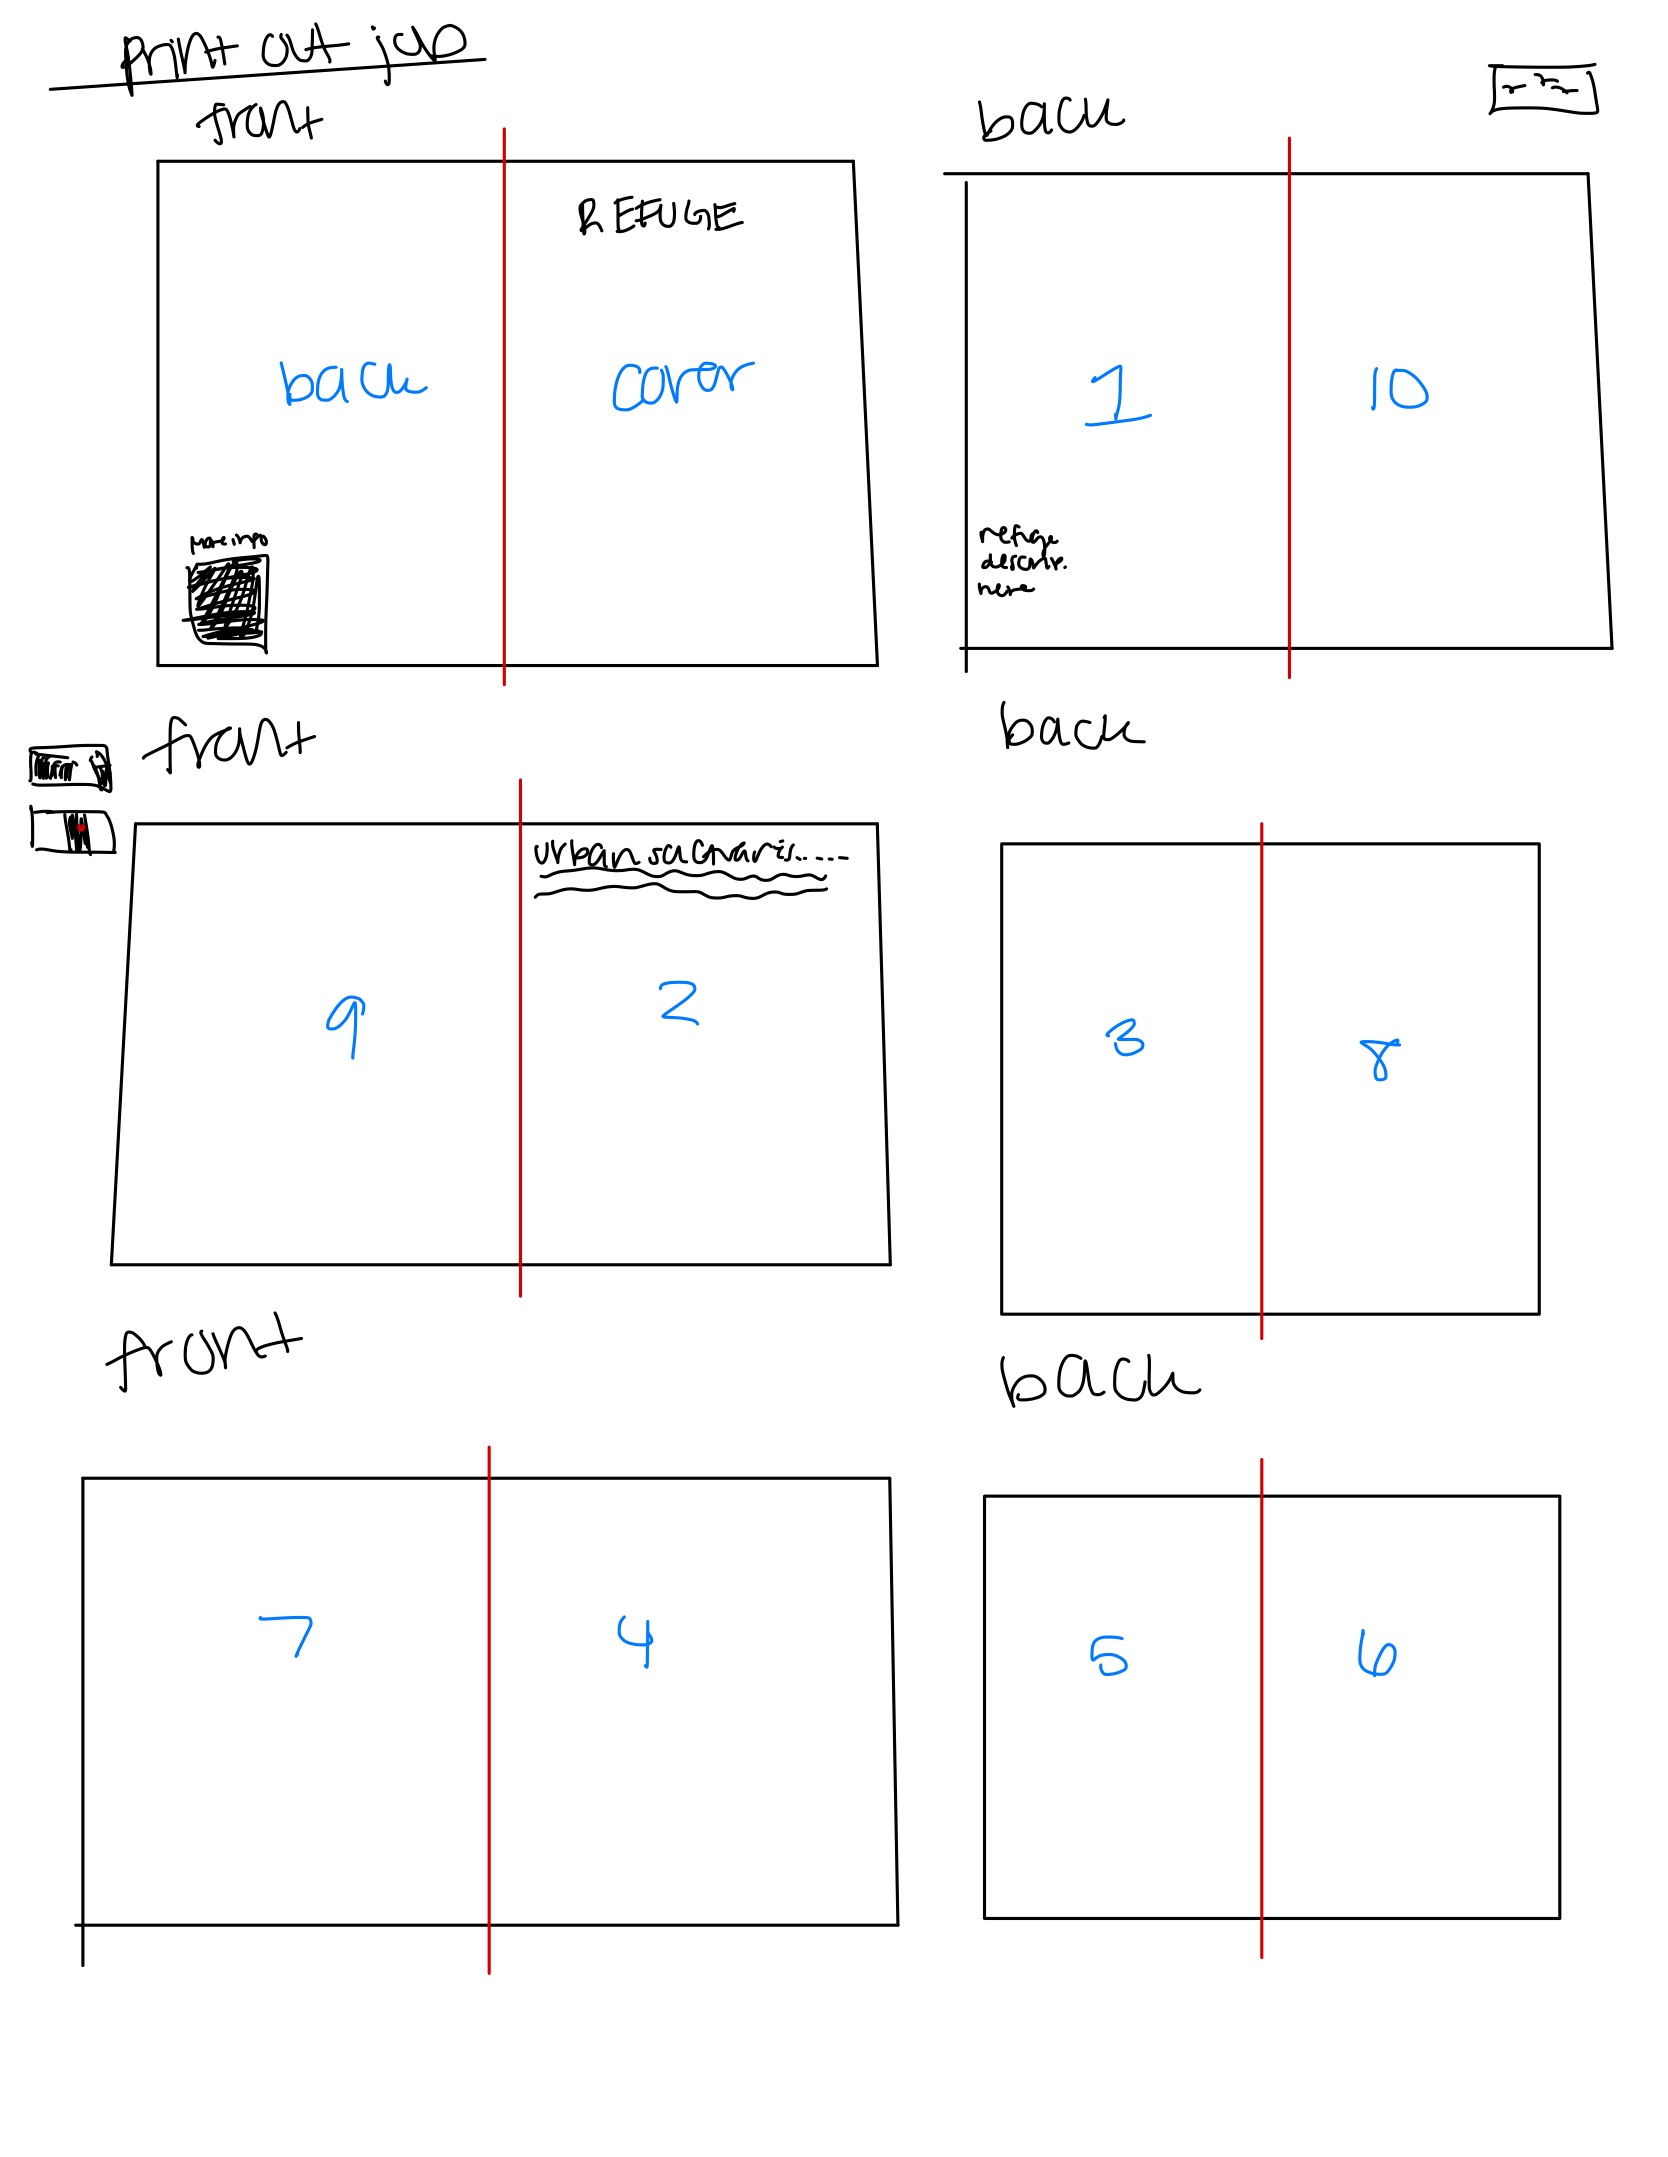 print out job
front
back
REFUGE
back
cover
1
10
more info
refuge
descrip.
here
front
back
urban sactnaris.....
9
2
3
8
front
back
7
4
5
6